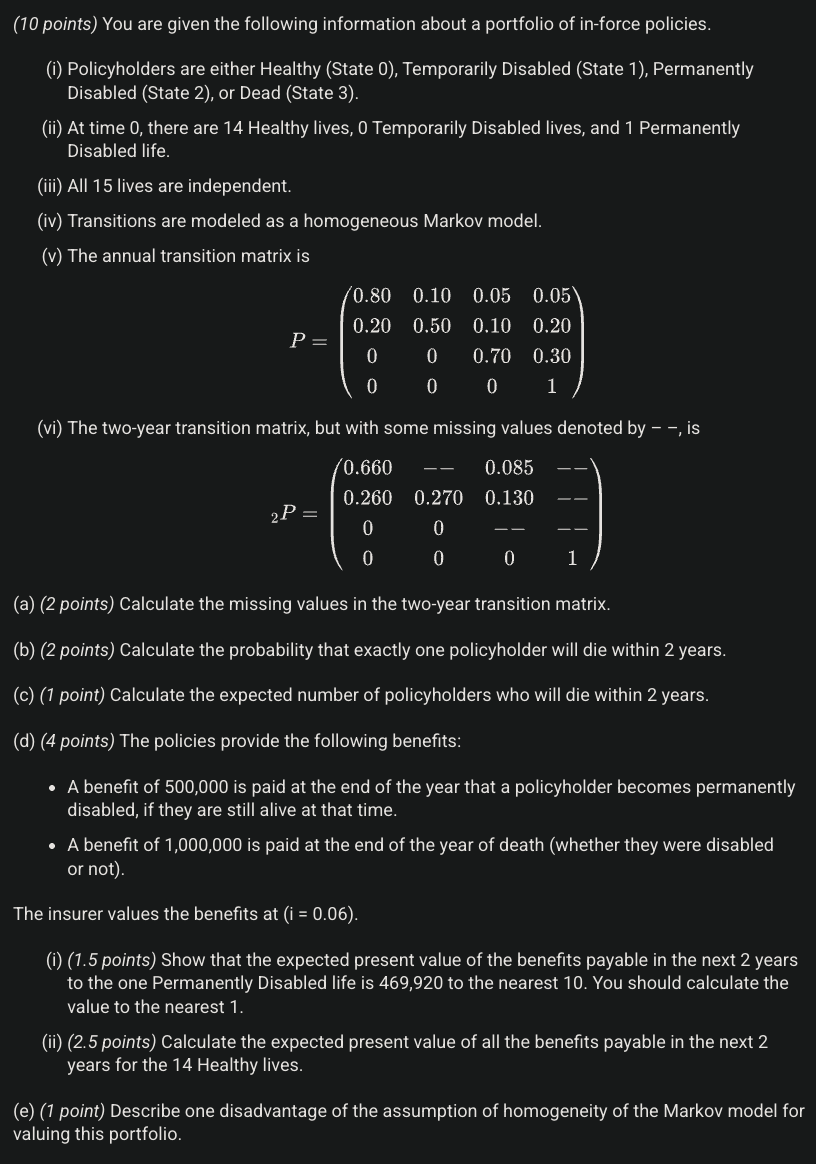 (10 points) You are given the following information about a portfolio of in-force policies.
(i) Policyholders are either Healthy (State 0), Temporarily Disabled (State 1), Permanently
Disabled (State 2), or Dead (State 3).
(ii) At time 0, there are 14 Healthy lives, 0 Temporarily Disabled lives, and 1 Permanently
Disabled life.
(iii) All 15 lives are independent.
(iv) Transitions are modeled as a homogeneous Markov model.
(v) The annual transition matrix is
0.80 0.10 0.05 0.05
0.20 0.50 0.10 0.20
P =
0 0 0.70 0.30
0 0 0 1
(vi) The two-year transition matrix, but with some missing values denoted by − −, is
0.660 −− 0.085 −−
0.260 0.270 0.130 −−
₂P =
0 0 −− −−
0 0 0 1
(a) (2 points) Calculate the missing values in the two-year transition matrix.
(b) (2 points) Calculate the probability that exactly one policyholder will die within 2 years.
(c) (1 point) Calculate the expected number of policyholders who will die within 2 years.
(d) (4 points) The policies provide the following benefits:
• A benefit of 500,000 is paid at the end of the year that a policyholder becomes permanently
disabled, if they are still alive at that time.
• A benefit of 1,000,000 is paid at the end of the year of death (whether they were disabled
or not).
The insurer values the benefits at (i = 0.06).
(i) (1.5 points) Show that the expected present value of the benefits payable in the next 2 years
to the one Permanently Disabled life is 469,920 to the nearest 10. You should calculate the
value to the nearest 1.
(ii) (2.5 points) Calculate the expected present value of all the benefits payable in the next 2
years for the 14 Healthy lives.
(e) (1 point) Describe one disadvantage of the assumption of homogeneity of the Markov model for
valuing this portfolio.